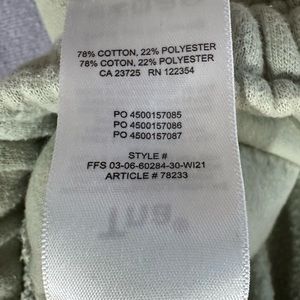 78% COTTON, 22% POLYESTER
78% COTON, 22% POLYESTER
CA 23725 RN 122354
PO 4500157085
PO 4500157086
PO 4500157087
STYLE #
FFS 03-06-60284-30-WI21
ARTICLE # 78233
Tna